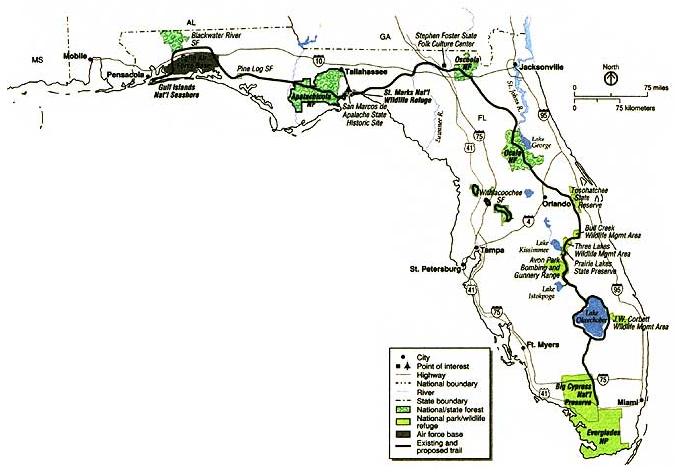 AL
GA
MS
FL
Blackwater River
SF
Mobile
Pensacola
Gulf Islands
Nat'l Seashore
Pine Log SF
10
Tallahassee
Apalachicola
NF
St. Marks Nat'l
Wildlife Refuge
San Marcos de
Apalache State
Historic Site
Stephen Foster State
Folk Culture Center
Osceola
NF
Jacksonville
North
0 75 miles
0 75 kilometers
St. Johns R.
95
Suwannee R.
75
41
Lake
George
Ocala
NF
Withlacoochee
SF
Orlando
4
Tosohatchee
State
Reserve
Bull Creek
Wildlife Mgmt Area
Three Lakes
Wildlife Mgmt Area
Prairie Lakes
State Preserve
Lake
Kissimmee
Avon Park
Bombing and
Gunnery Range
Lake
Istokpoga
Tampa
St. Petersburg
41
75
95
Lake
Okeechobee
J.W. Corbett
Wildlife Mgmt Area
Ft. Myers
75
41
Big Cypress
Nat'l
Preserve
Miami
Everglades
NP
City
Point of interest
Highway
National boundary
River
State boundary
National/state forest
National park/wildlife
refuge
Air force base
Existing and
proposed trail